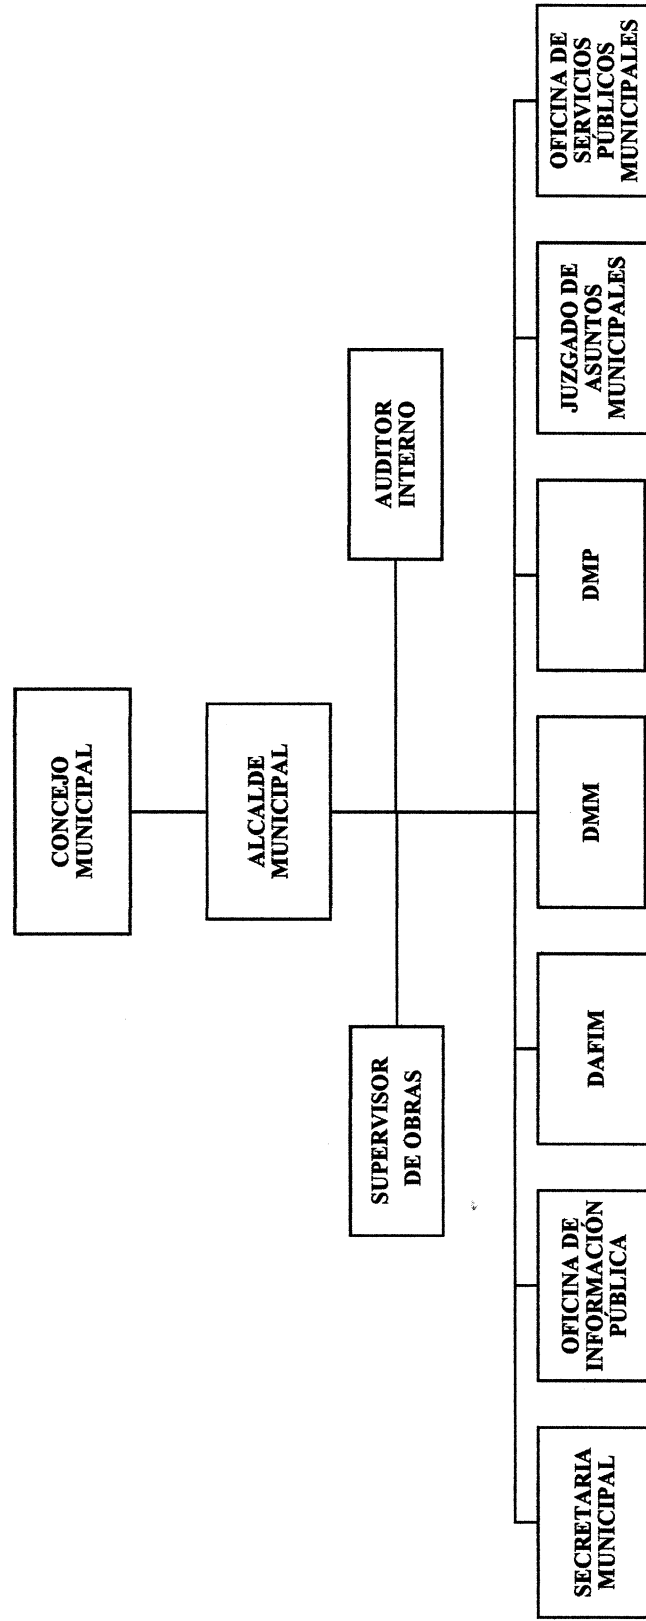 CONCEJO
MUNICIPAL
ALCALDE
MUNICIPAL
SUPERVISOR
DE OBRAS
AUDITOR
INTERNO
SECRETARIA
MUNICIPAL
OFICINA DE
INFORMACIÓN
PÚBLICA
DAFIM
DMM
DMP
JUZGADO DE
ASUNTOS
MUNICIPALES
OFICINA DE
SERVICIOS
PÚBLICOS
MUNICIPALES